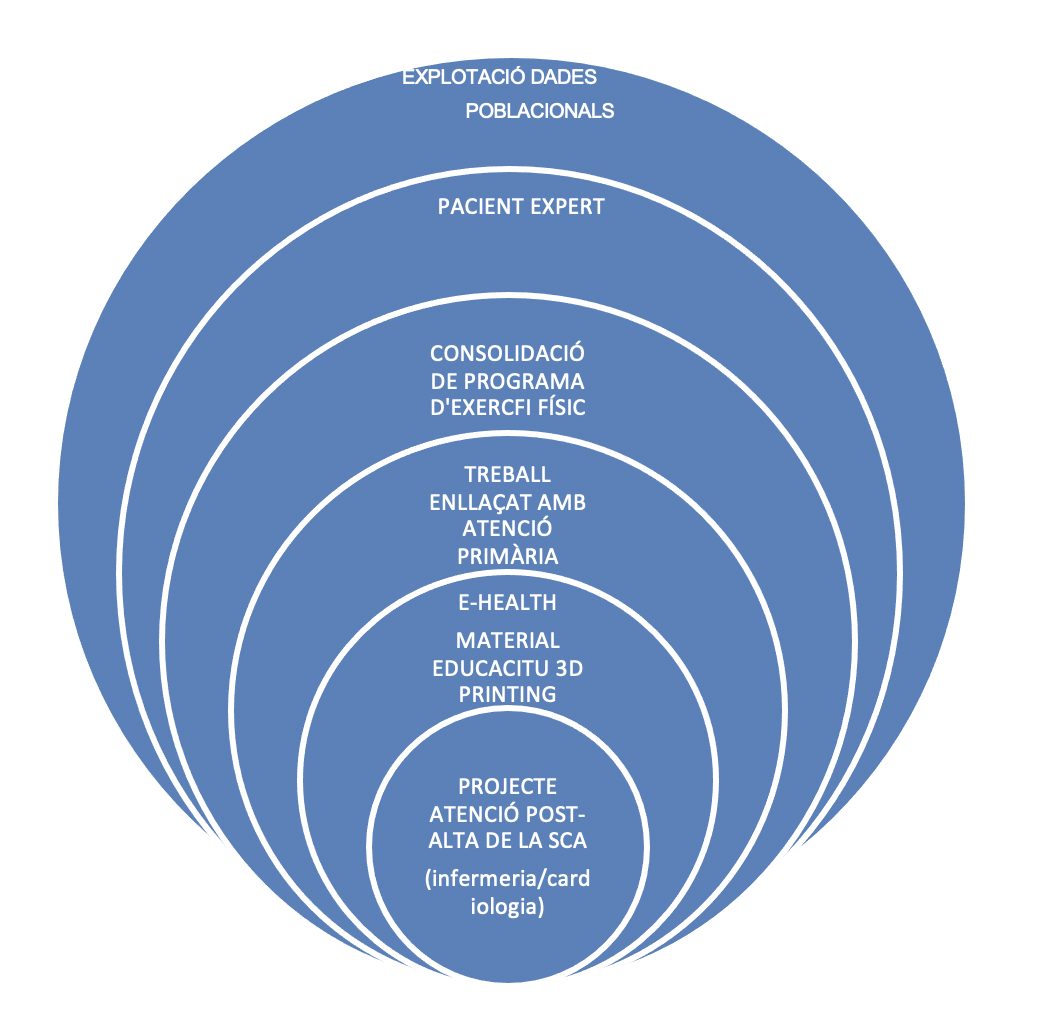 EXPLOTACIÓ DADES
POBLACIONALS
PACIENT EXPERT
CONSOLIDACIÓ
DE PROGRAMA
D'EXERCFI FÍSIC
TREBALL
ENLLAÇAT AMB
ATENCIÓ
PRIMÀRIA
E-HEALTH
MATERIAL
EDUCACITU 3D
PRINTING
PROJECTE
ATENCIÓ POST-
ALTA DE LA SCA
(infermeria/card
iologia)